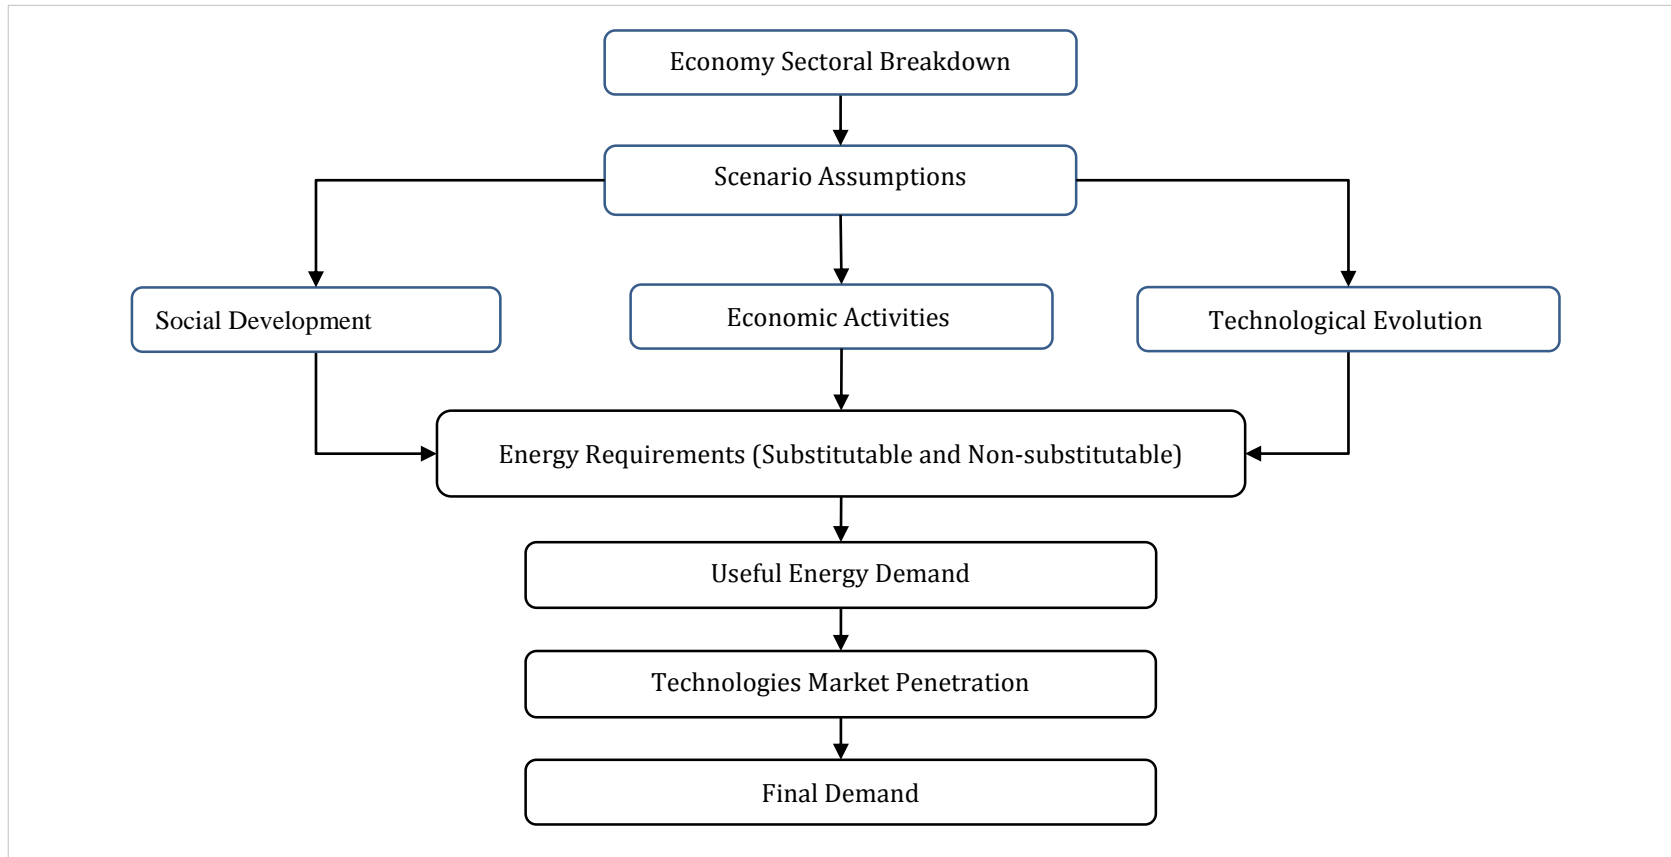 Economy Sectoral Breakdown
Scenario Assumptions
Social Development
Economic Activities
Technological Evolution
Energy Requirements (Substitutable and Non-substitutable)
Useful Energy Demand
Technologies Market Penetration
Final Demand